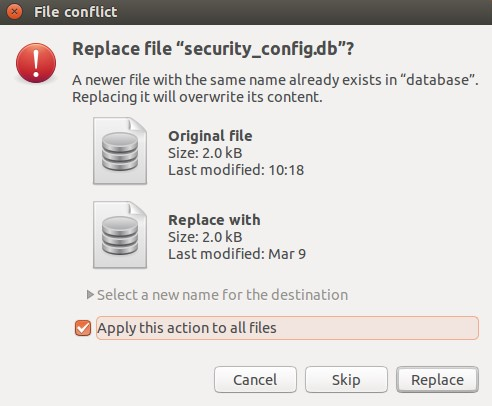 File conflict
Replace file “security_config.db”?
A newer file with the same name already exists in “database”.
Replacing it will overwrite its content.
Original file
Size: 2.0 kB
Last modified: 10:18
Replace with
Size: 2.0 kB
Last modified: Mar 9
Select a new name for the destination
Apply this action to all files
Cancel
Skip
Replace